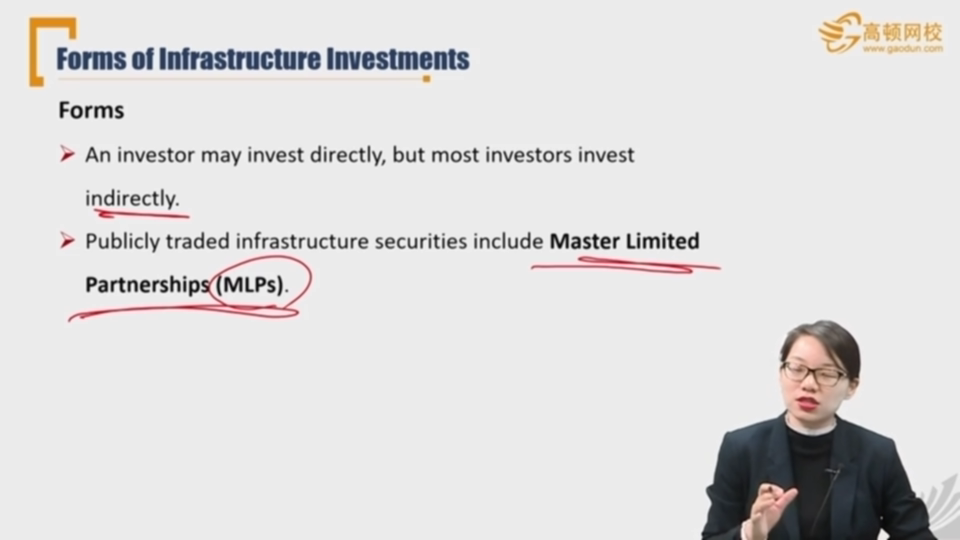 Forms of Infrastructure Investments
高顿网校
www.gaodun.com
Forms
An investor may invest directly, but most investors invest
indirectly.
Publicly traded infrastructure securities include Master Limited
Partnerships (MLPs).